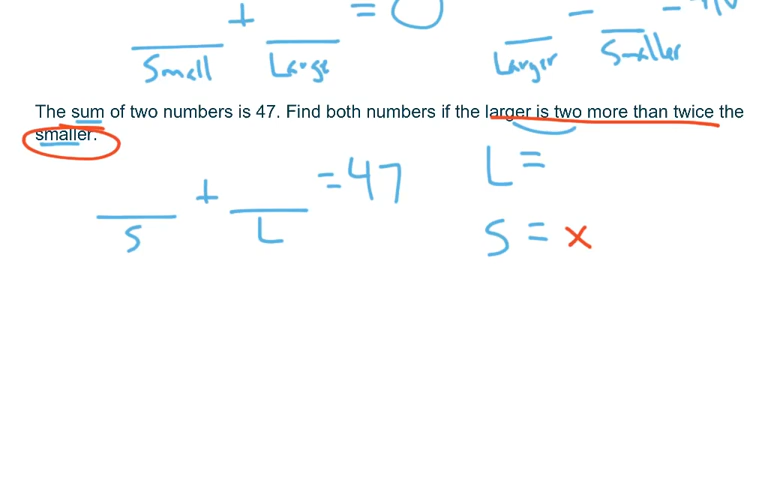 + = 0 - =
Small Large Larger Smaller
The sum of two numbers is 47. Find both numbers if the larger is two more than twice the
smaller.
+ = 47 L =
S L S = x